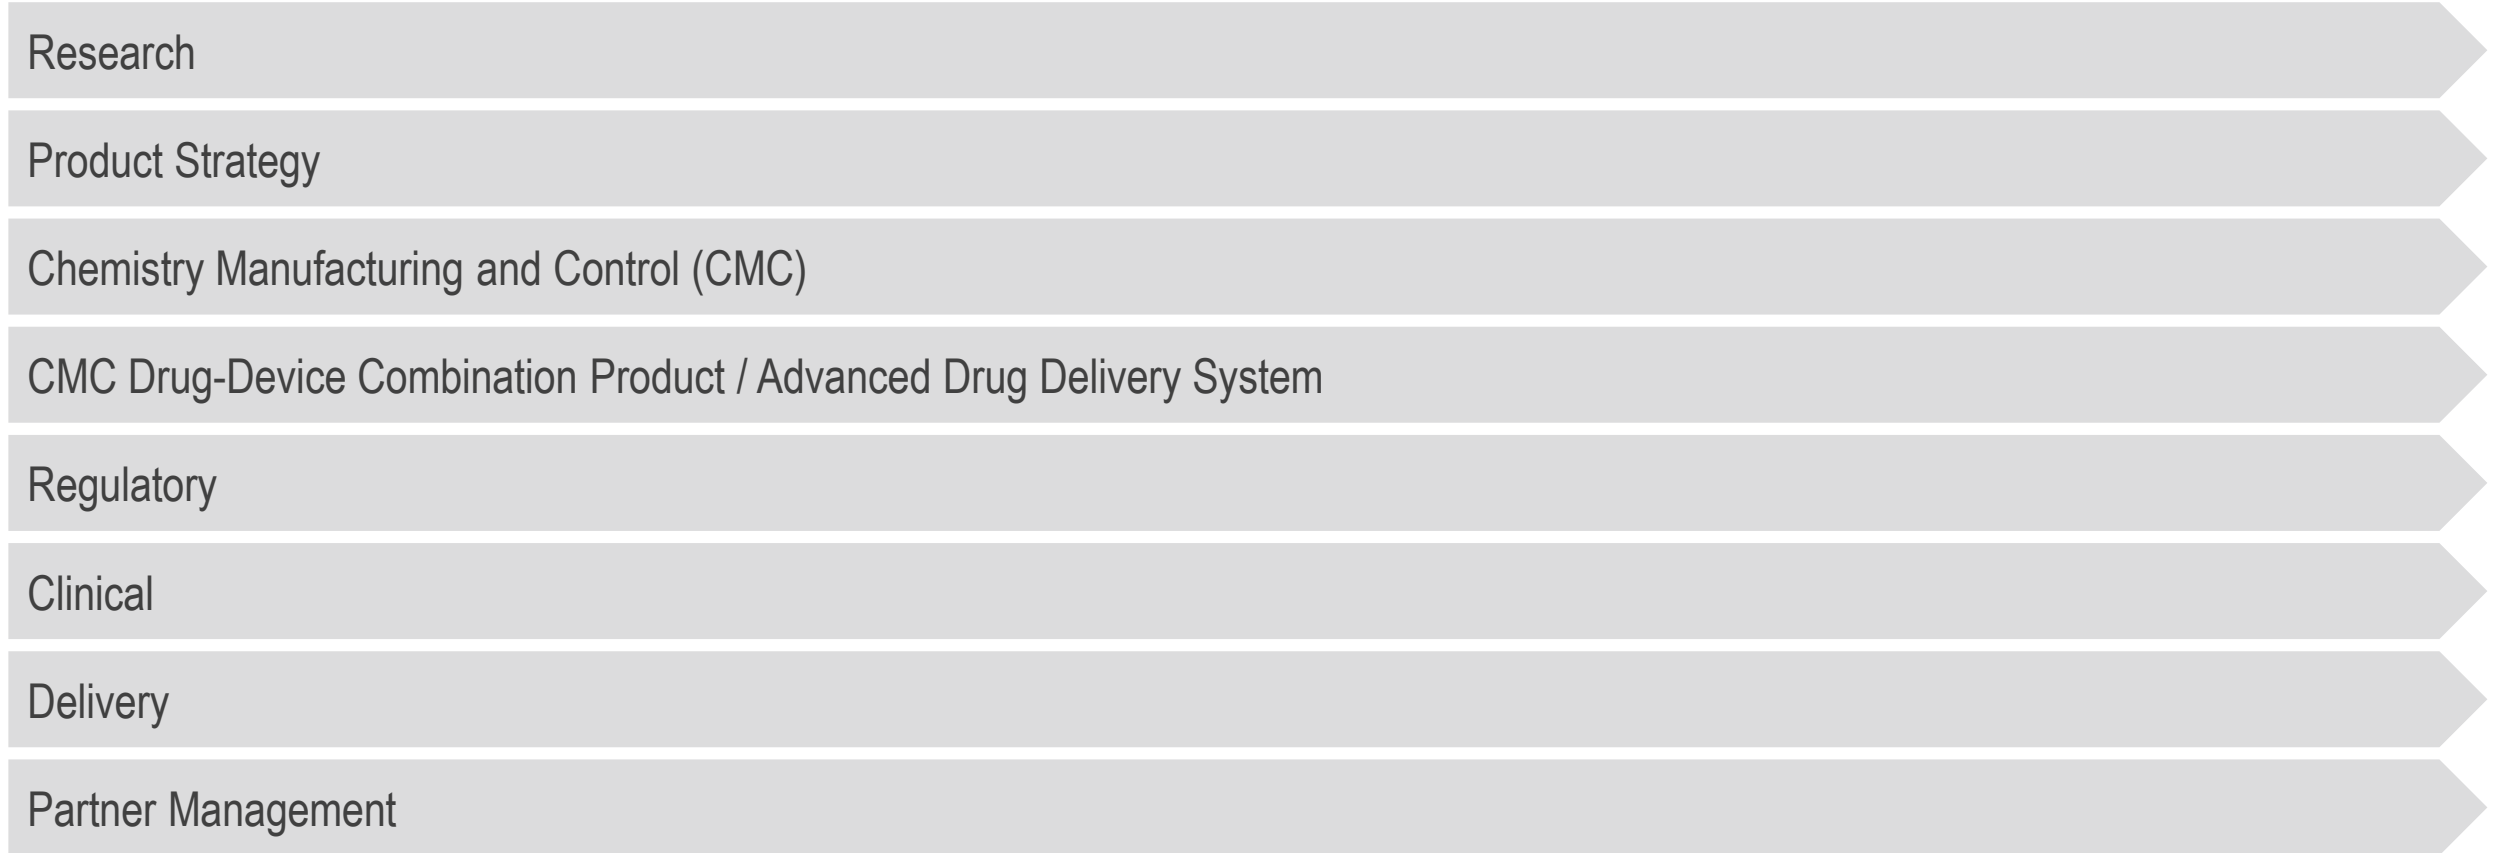 Research
Product Strategy
Chemistry Manufacturing and Control (CMC)
CMC Drug-Device Combination Product / Advanced Drug Delivery System
Regulatory
Clinical
Delivery
Partner Management